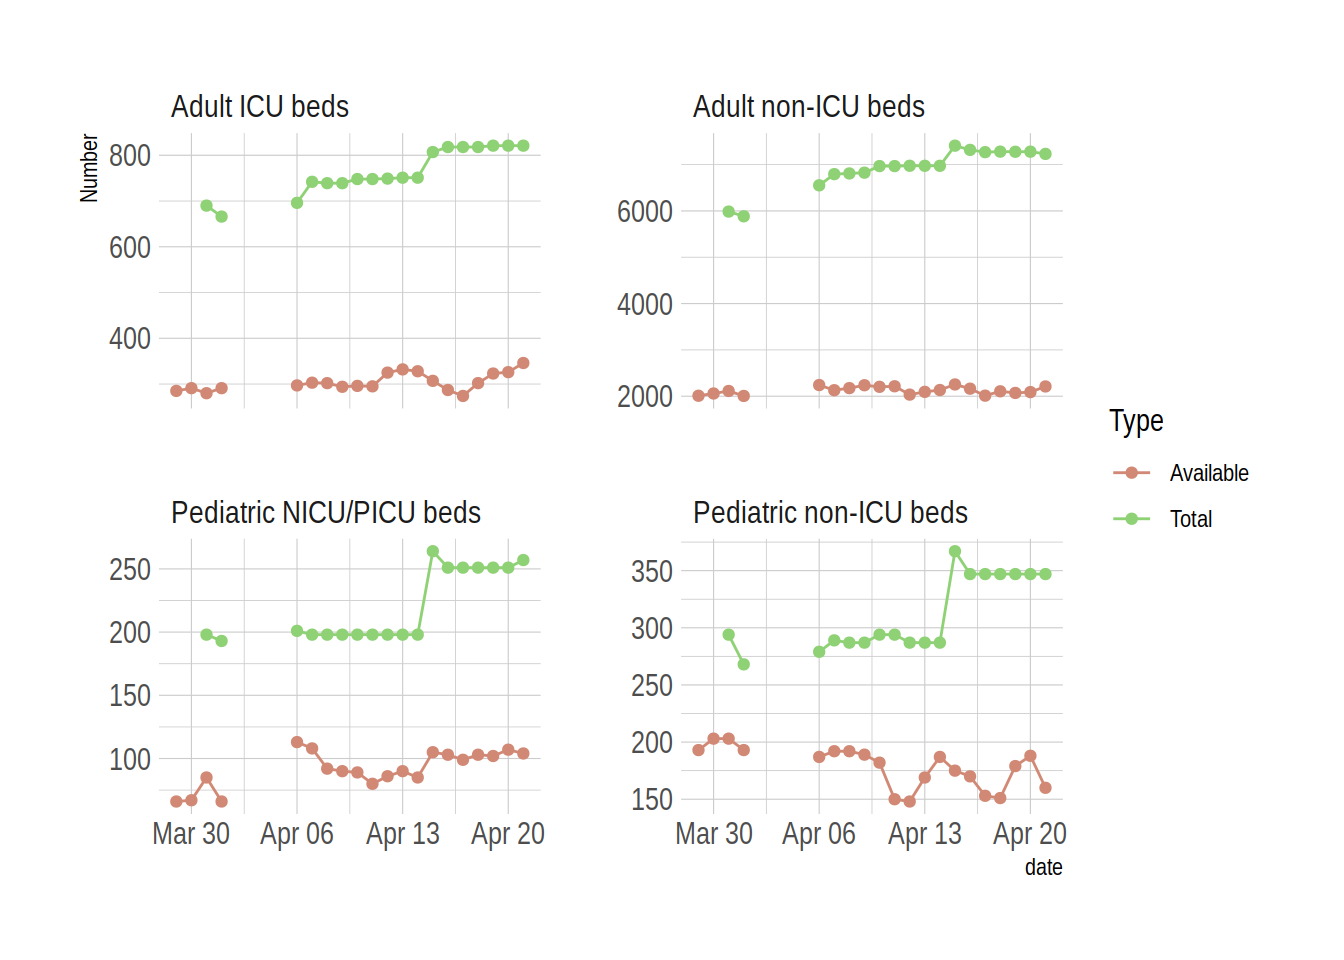 Adult ICU beds
Adult non-ICU beds
Number
800
600
400
6000
4000
2000
Pediatric NICU/PICU beds
Pediatric non-ICU beds
250
200
150
100
350
300
250
200
150
Mar 30 Apr 06 Apr 13 Apr 20
Mar 30 Apr 06 Apr 13 Apr 20
date
Type
Available
Total